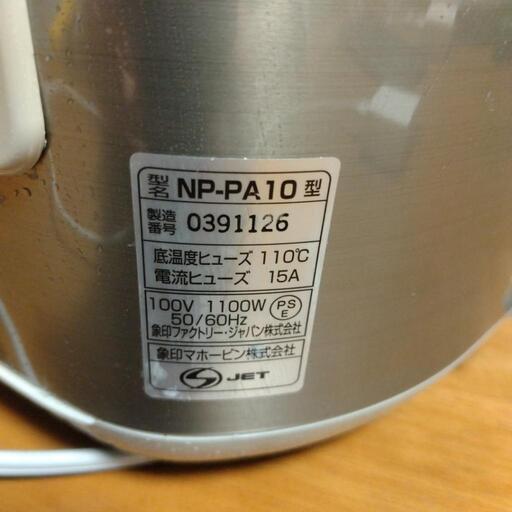 型名 NP-PA10 型
製造番号 0391126
底温度ヒューズ 110℃
電流ヒューズ 15A
100V 1100W
50/60Hz
PSE
象印ファクトリー・ジャパン株式会社
象印マホービン株式会社
JET